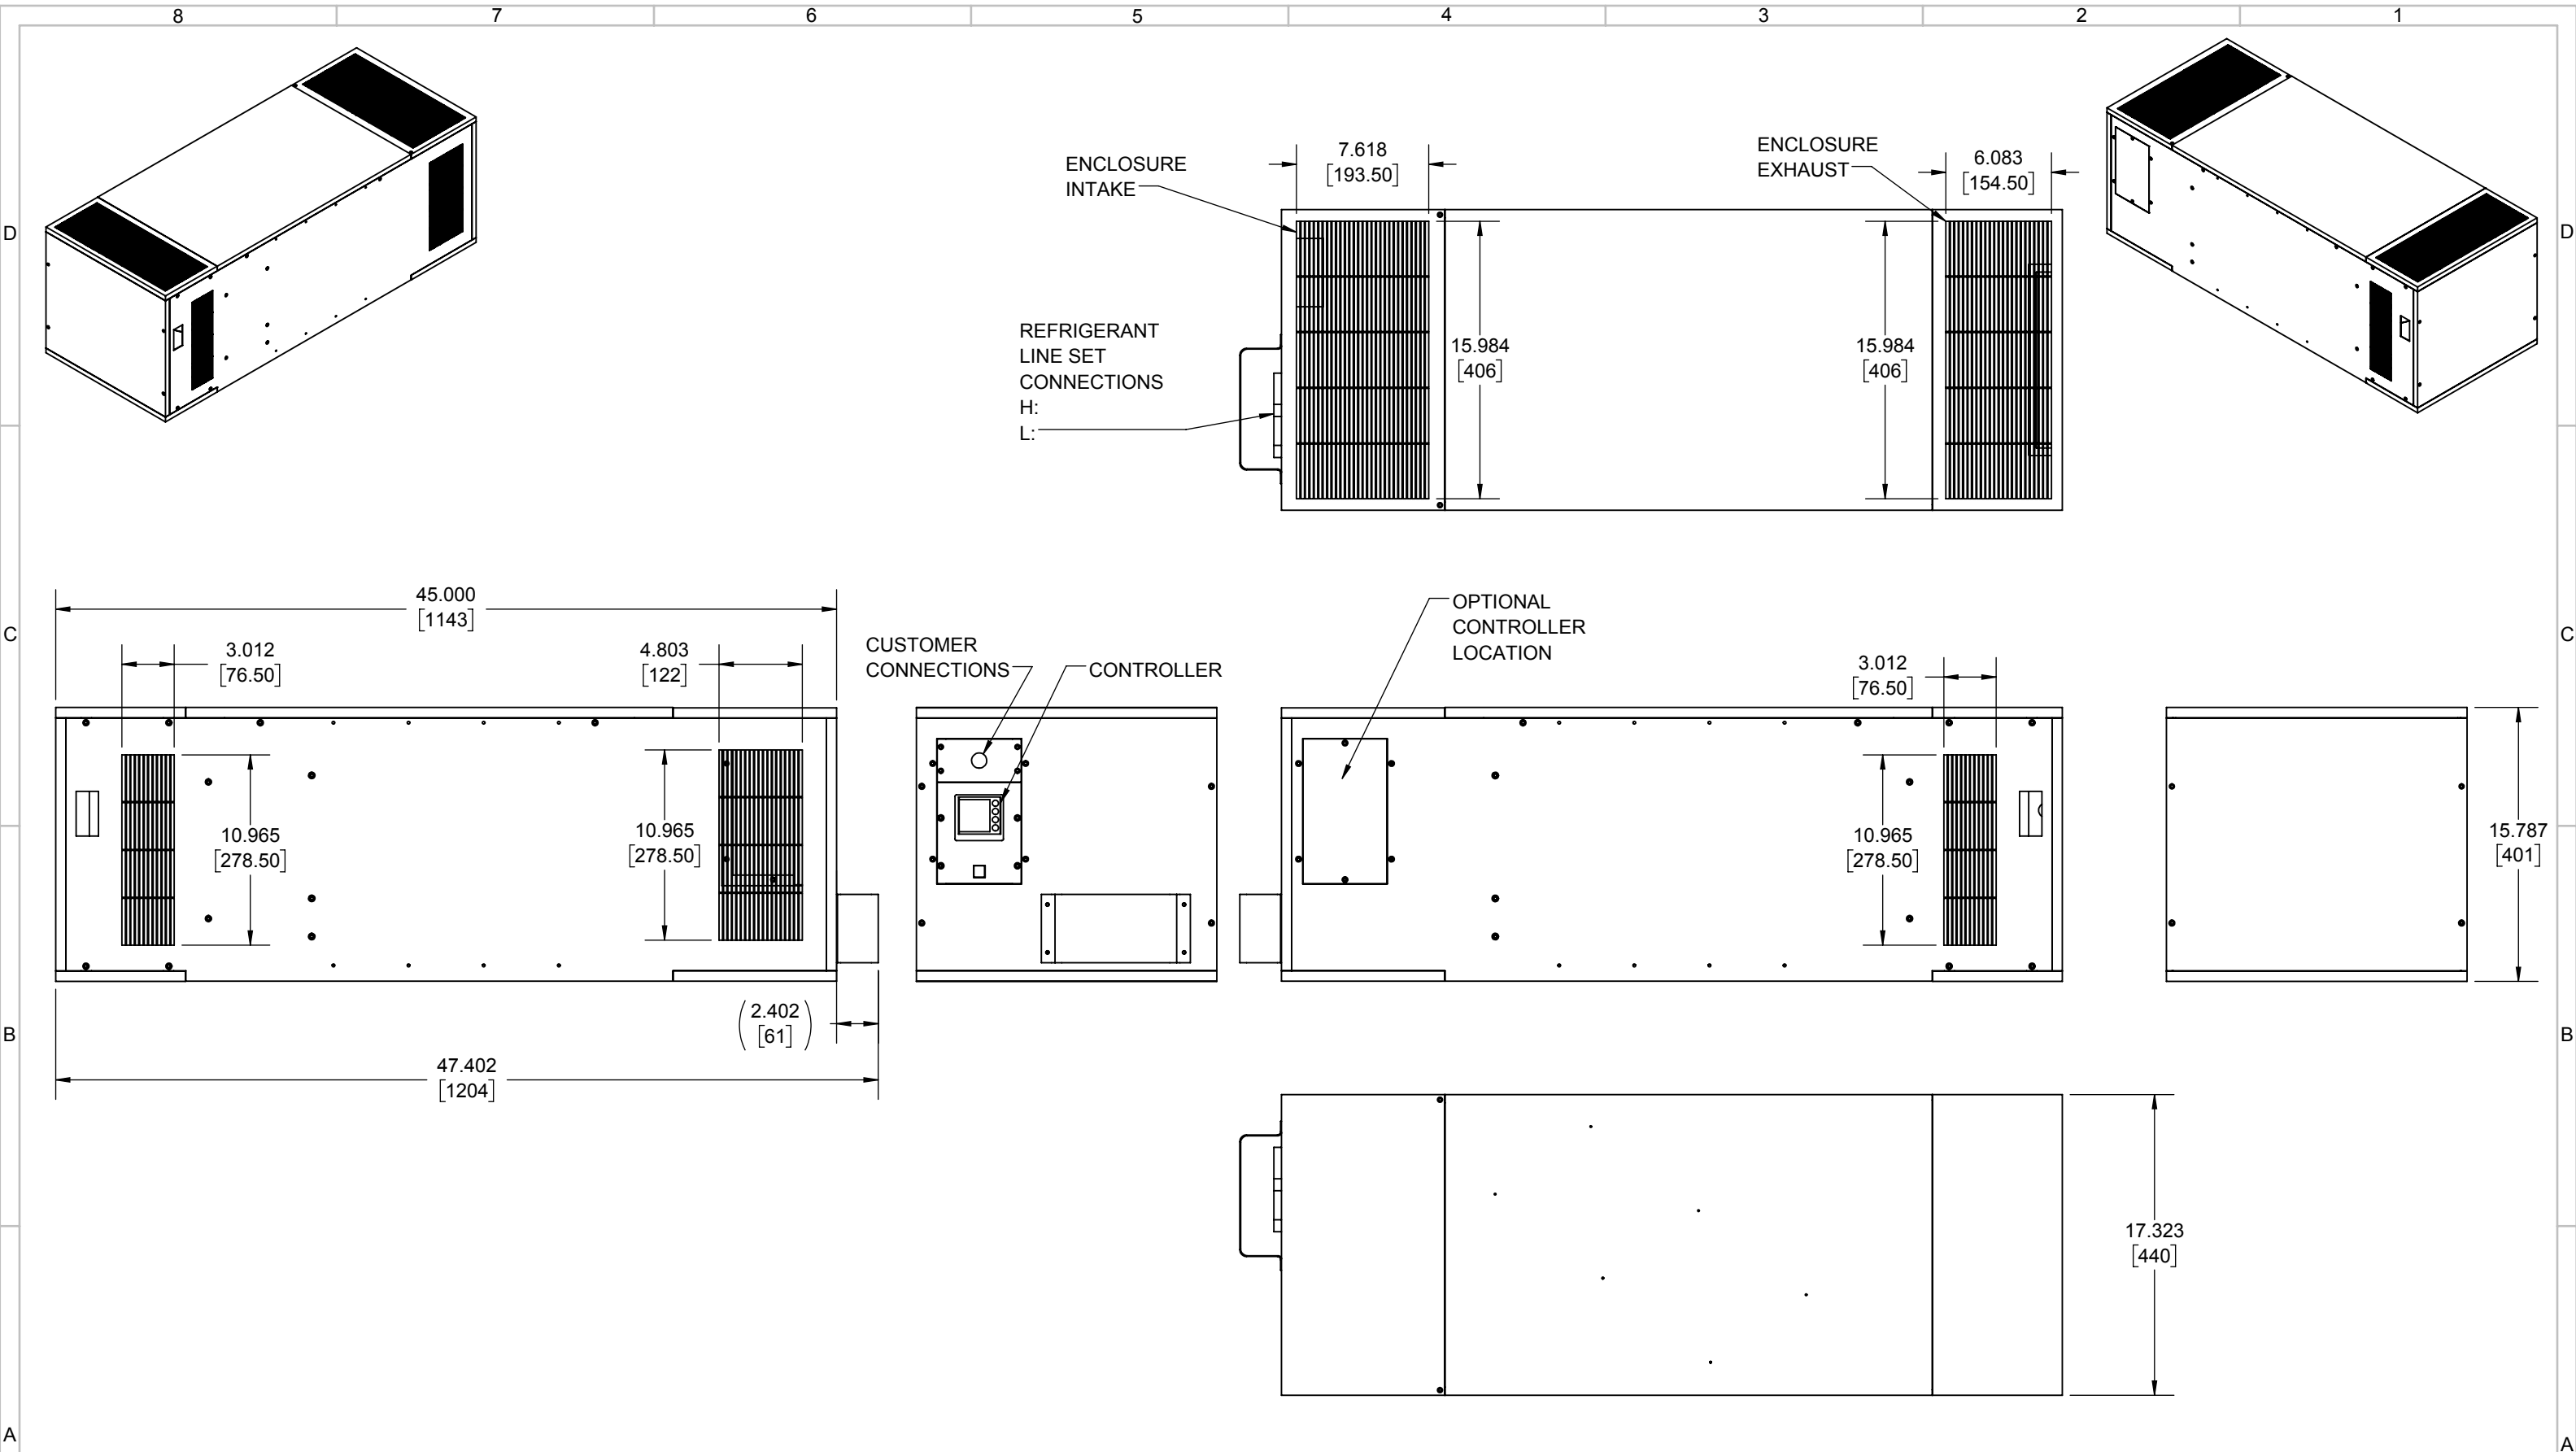 8 7 6 5 4 3 2 1
D
D
C
C
B
B
A
A
ENCLOSURE
INTAKE
7.618
[193.50]
ENCLOSURE
EXHAUST
6.083
[154.50]
REFRIGERANT
LINE SET
CONNECTIONS
H:
L:
15.984
[406]
15.984
[406]
45.000
[1143]
3.012
[76.50]
4.803
[122]
10.965
[278.50]
10.965
[278.50]
(2.402
[61])
47.402
[1204]
CUSTOMER
CONNECTIONS
CONTROLLER
OPTIONAL
CONTROLLER
LOCATION
3.012
[76.50]
10.965
[278.50]
15.787
[401]
17.323
[440]